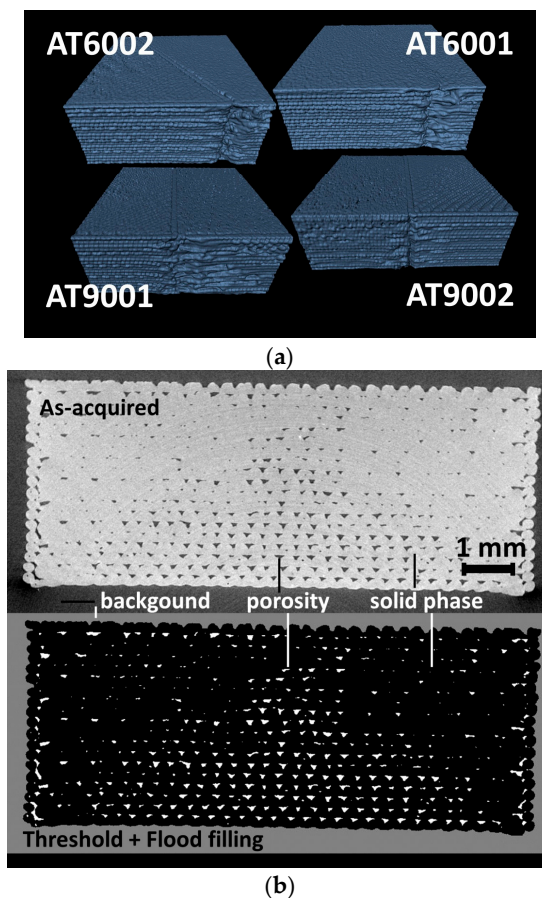 AT6002 AT6001
AT9001 AT9002
(a)
As-acquired
1 mm
backgound porosity solid phase
Threshold + Flood filling
(b)